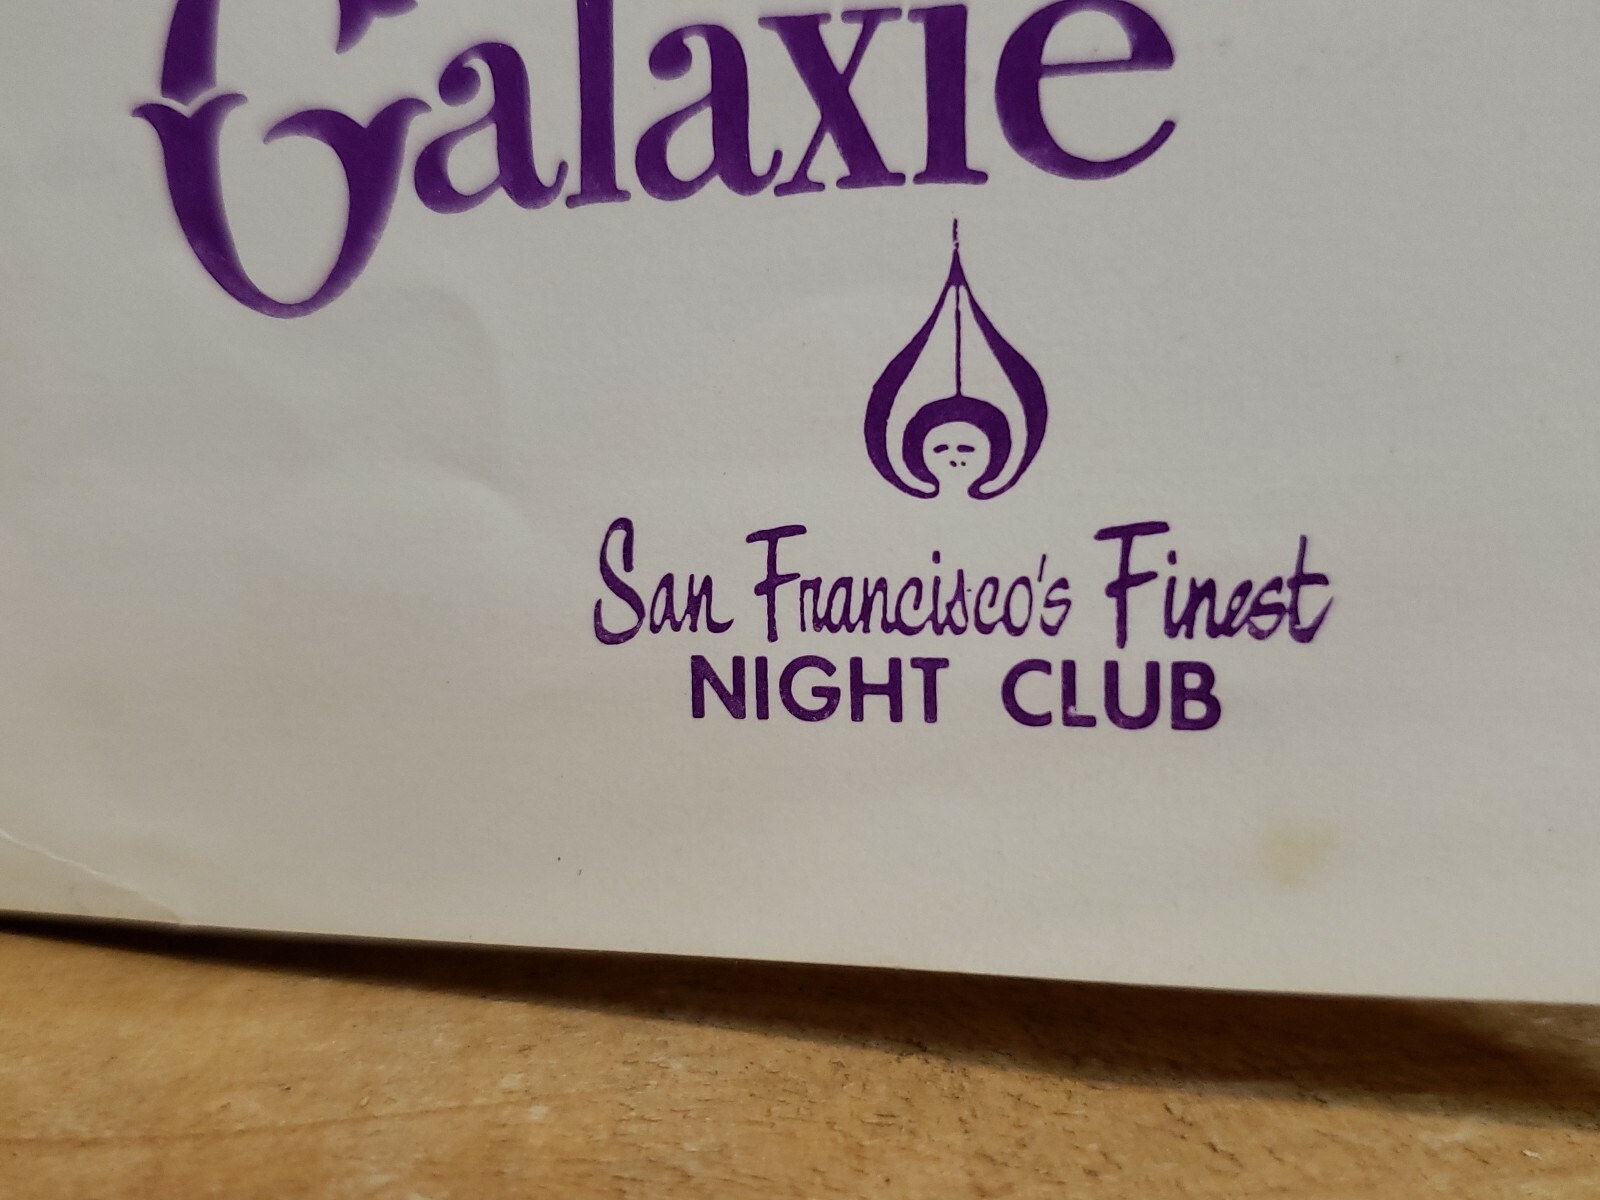 Galaxie
San Francisco's Finest
NIGHT CLUB